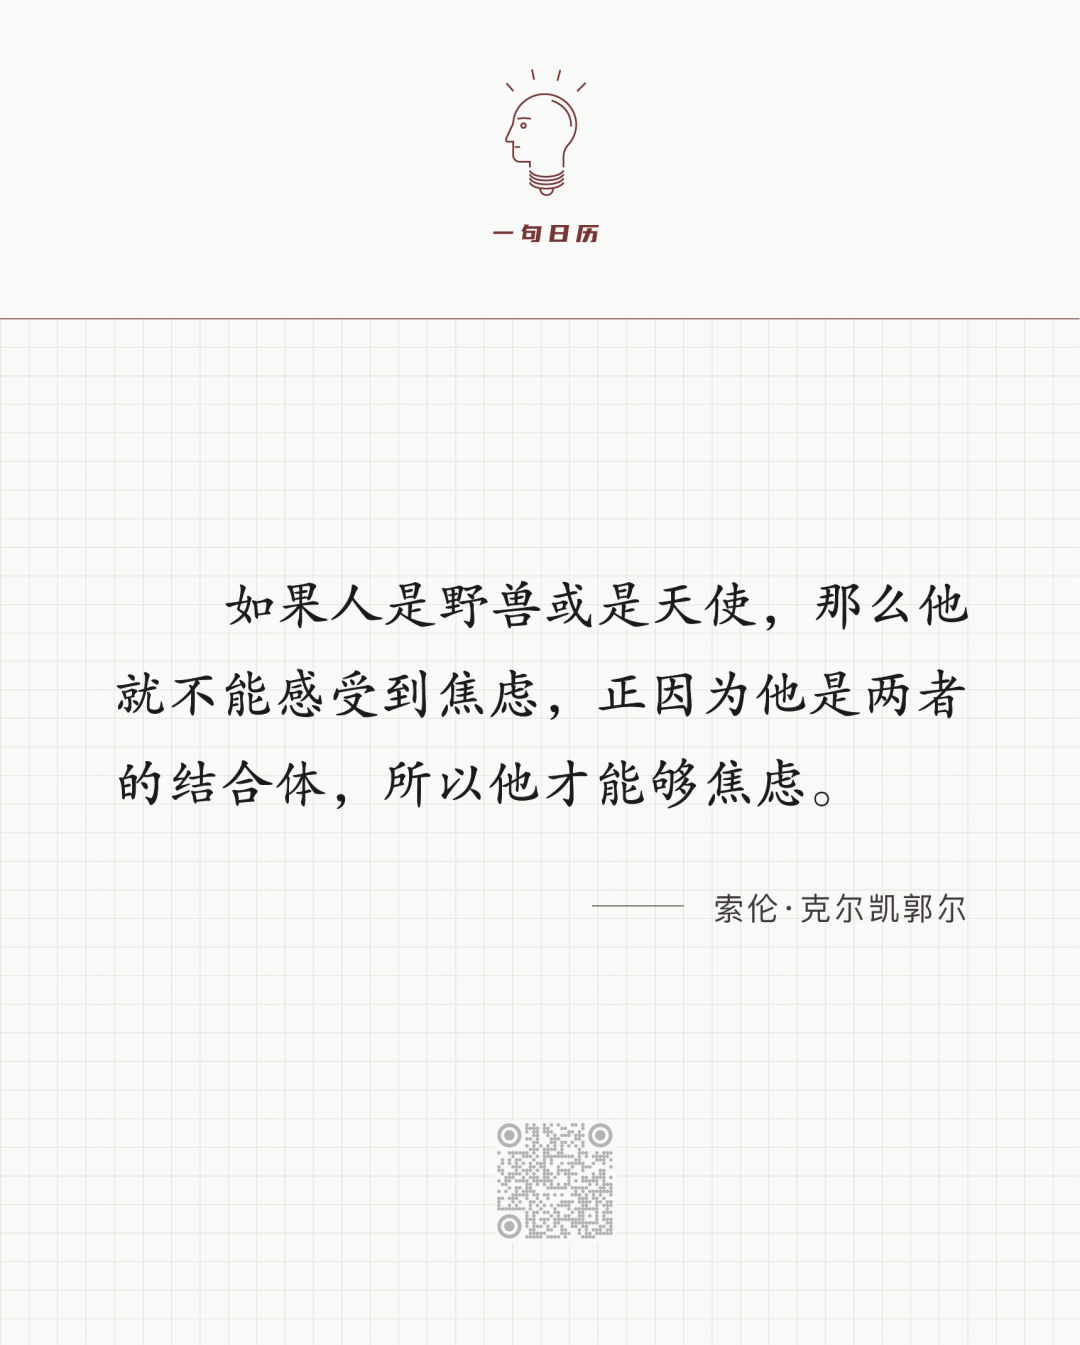 一句日历
如果人是野兽或是天使，那么他
就不能感受到焦虑，正因为他是两者
的结合体，所以他才能够焦虑。
—— 索伦·克尔凯郭尔